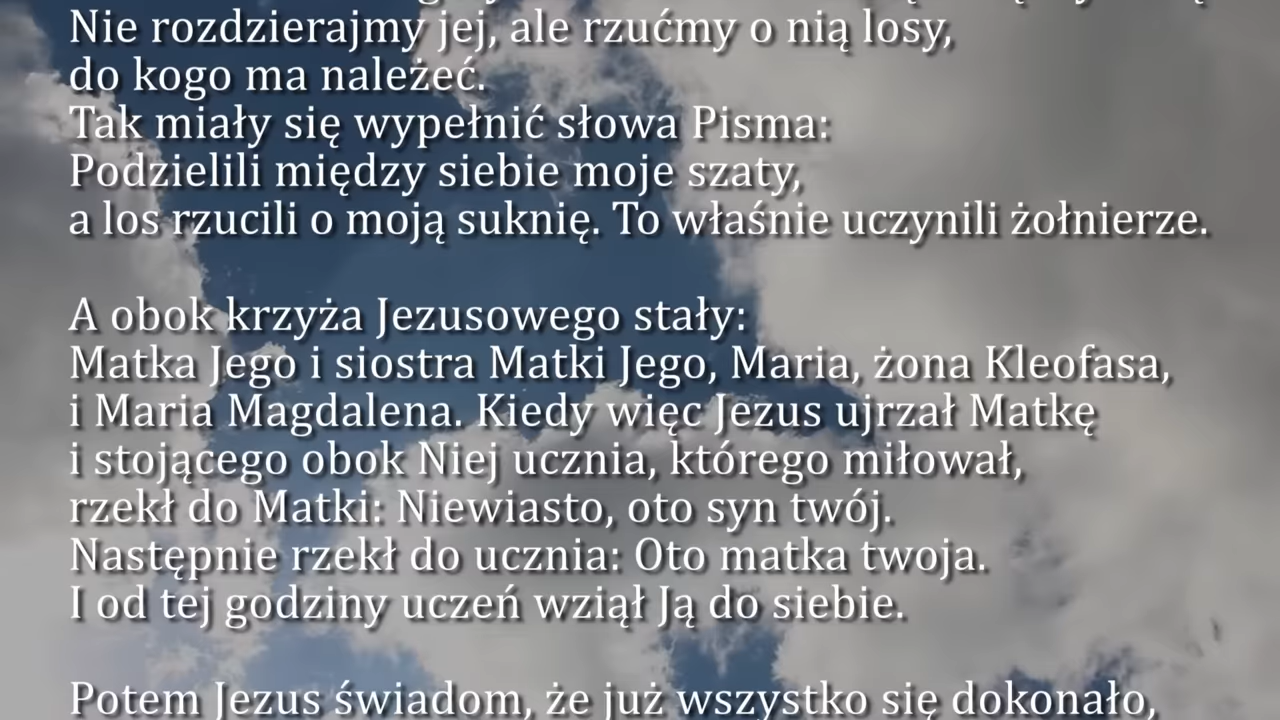 Nie rozdzierajmy jej, ale rzućmy o nią losy,
do kogo ma należeć.
Tak miały się wypełnić słowa Pisma:
Podzielili między siebie moje szaty,
a los rzucili o moją suknię. To właśnie uczynili żołnierze.
A obok krzyża Jezusowego stały:
Matka Jego i siostra Matki Jego, Maria, żona Kleofasa,
i Maria Magdalena. Kiedy więc Jezus ujrzał Matkę
i stojącego obok Niej ucznia, którego miłował,
rzekł do Matki: Niewiasto, oto syn twój.
Następnie rzekł do ucznia: Oto matka twoja.
I od tej godziny uczeń wziął Ją do siebie.
Potem Jezus świadom, że już wszystko się dokonało,